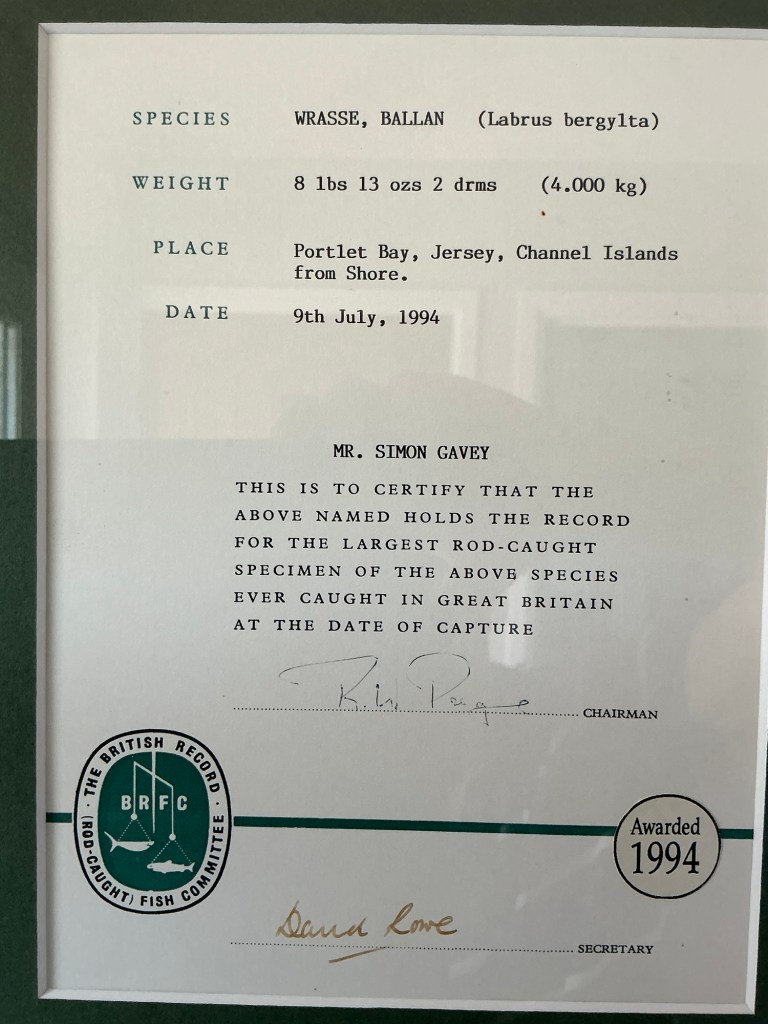 SPECIES WRASSE, BALLAN (Labrus bergylta)
WEIGHT 8 lbs 13 ozs 2 drms (4.000 kg)
PLACE Portlet Bay, Jersey, Channel Islands
from Shore.
DATE 9th July, 1994
MR. SIMON GAVEY
THIS IS TO CERTIFY THAT THE
ABOVE NAMED HOLDS THE RECORD
FOR THE LARGEST ROD-CAUGHT
SPECIMEN OF THE ABOVE SPECIES
EVER CAUGHT IN GREAT BRITAIN
AT THE DATE OF CAPTURE
CHAIRMAN
THE BRITISH RECORD
(ROD-CAUGHT) FISH COMMITTEE
BRFC
Awarded
1994
David Rowe
SECRETARY